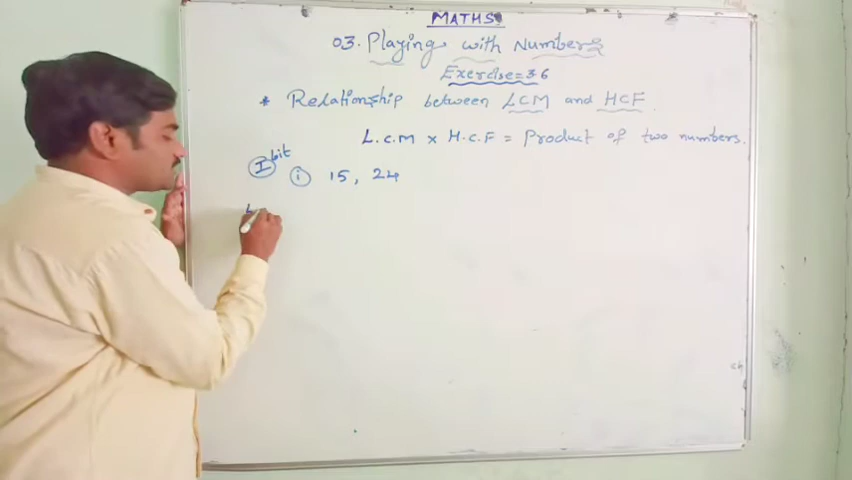 MATHS
03. Playing with Numbers
Exercise = 3 6
* Relationship between LCM and HCF
L.C.M × H.C.F = Product of two numbers.
I bit
i 15, 24
L